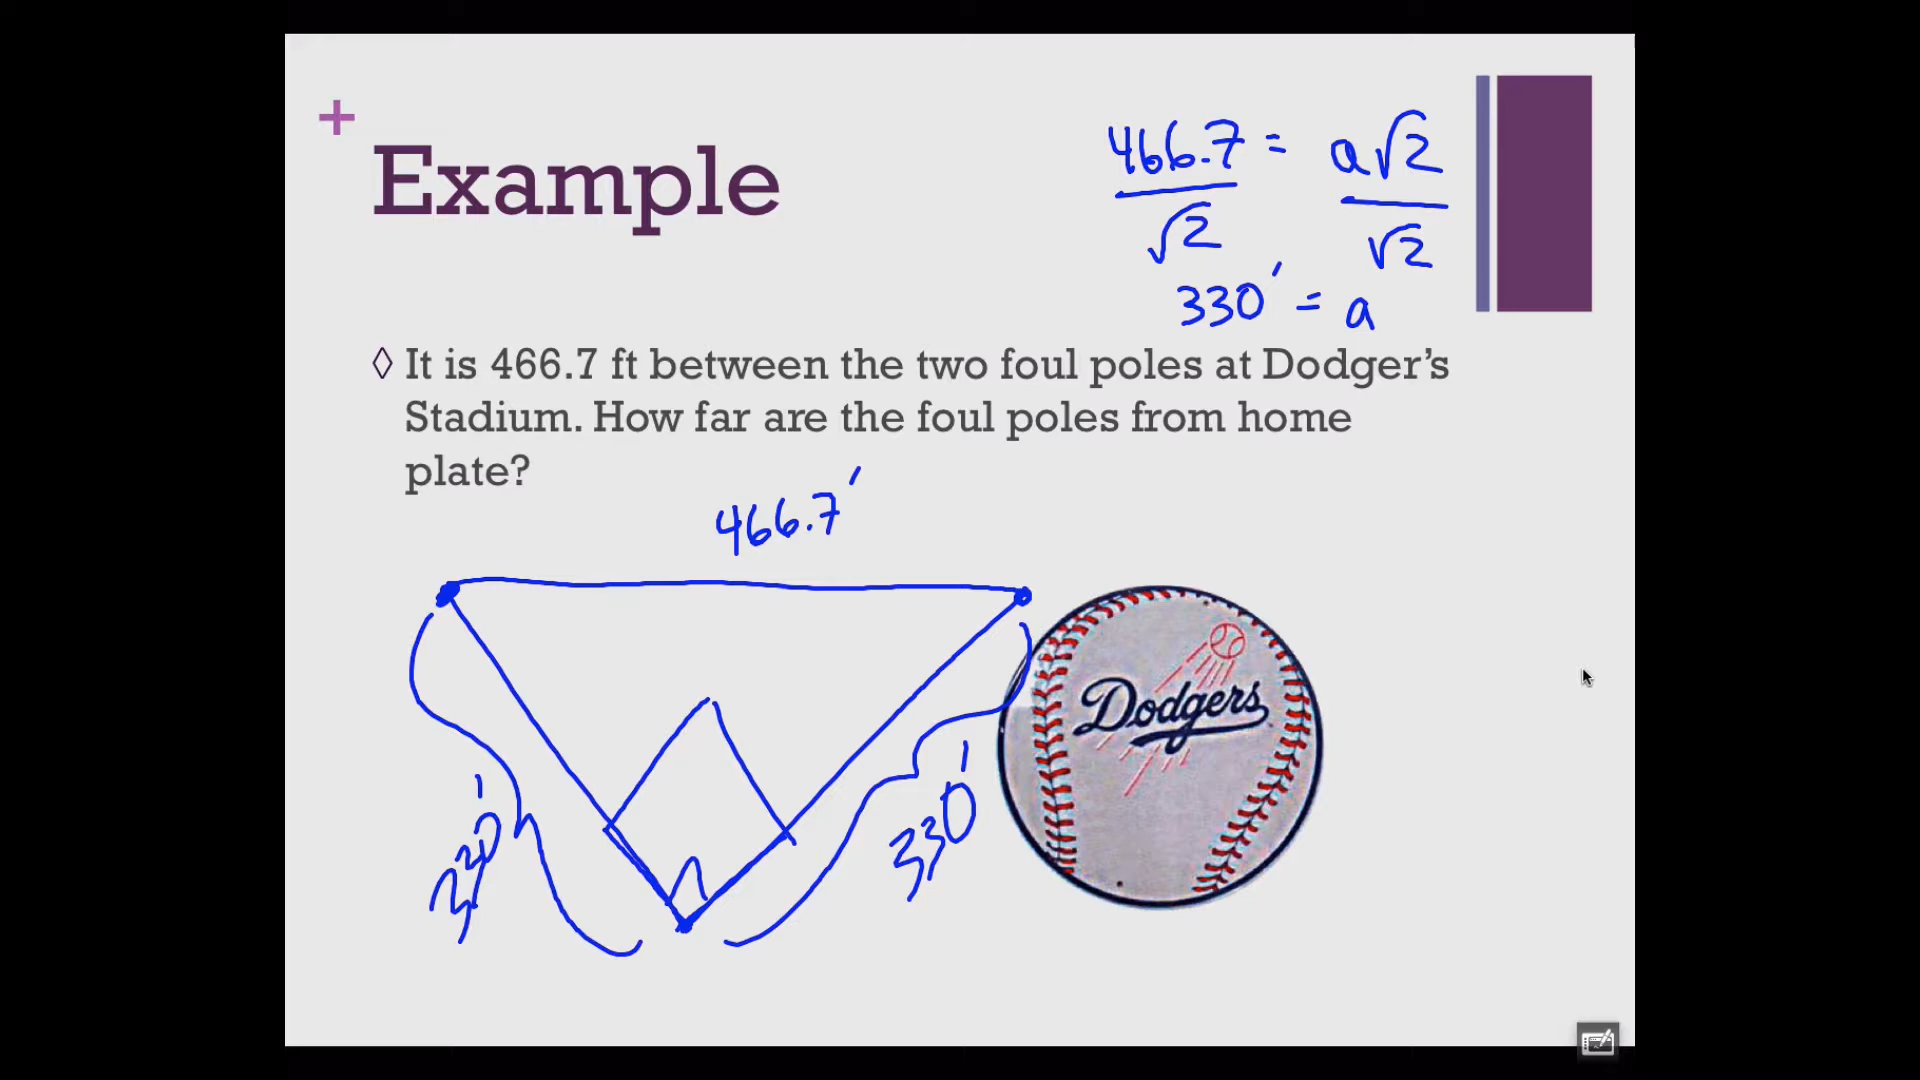 +
Example
466.7 = a√2
√2 √2
330' = a
◊ It is 466.7 ft between the two foul poles at Dodger’s
Stadium. How far are the foul poles from home
plate?
466.7'
330'
330'
Dodgers